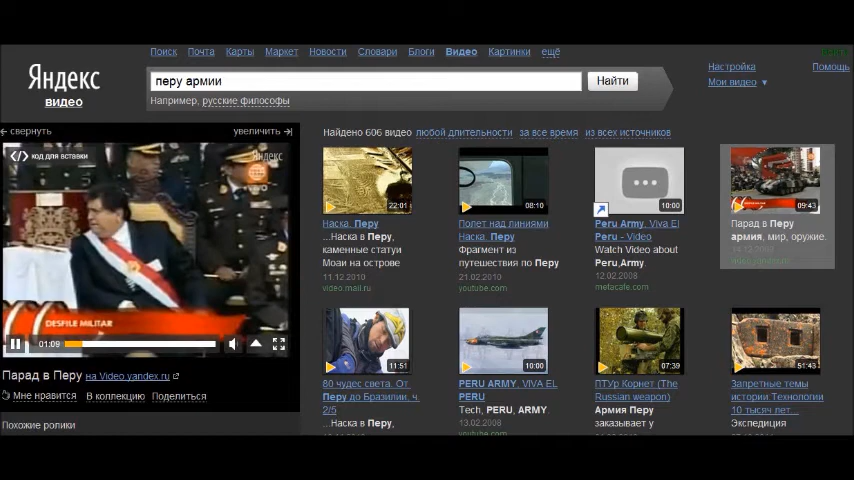 Поиск Почта Карты Маркет Новости Словари Блоги Видео Картинки ещё
Яндекс
видео
перу армии
Найти
Например, русские философы
Настройка
Помощь
Мои видео
свернуть
увеличить
код для вставки
Яндекс
DESFILE MILITAR
01:09
Парад в Перу на Video.yandex.ru
Мне нравится В коллекцию Поделиться
Похожие ролики
Найдено 606 видео любой длительности за все время из всех источников
22:01
Наска, Перу
...Наска в Перу,
каменные статуи
Моаи на острове
11.12.2010
video.mail.ru
08:10
Полет над линиями
Наска, Перу
Фрагмент из
путешествия по Перу
21.02.2010
youtube.com
10:00
Peru Army, Viva El
Peru - Video
Watch Video about
Peru,Army.
12.02.2008
metacafe.com
09:43
Парад в Перу
армия, мир, оружие.
11:51
80 чудес света. От
Перу до Бразилии, ч.
2/5
...Наска в Перу,
10:00
PERU ARMY, VIVA EL
PERU
Tech, PERU, ARMY.
13.02.2008
youtube.com
07:39
ПТУр Корнет (The
Russian weapon)
Армия Перу
заказывает у
51:43
Запретные темы
истории Технологии
10 тысяч лет...
Экспедиция